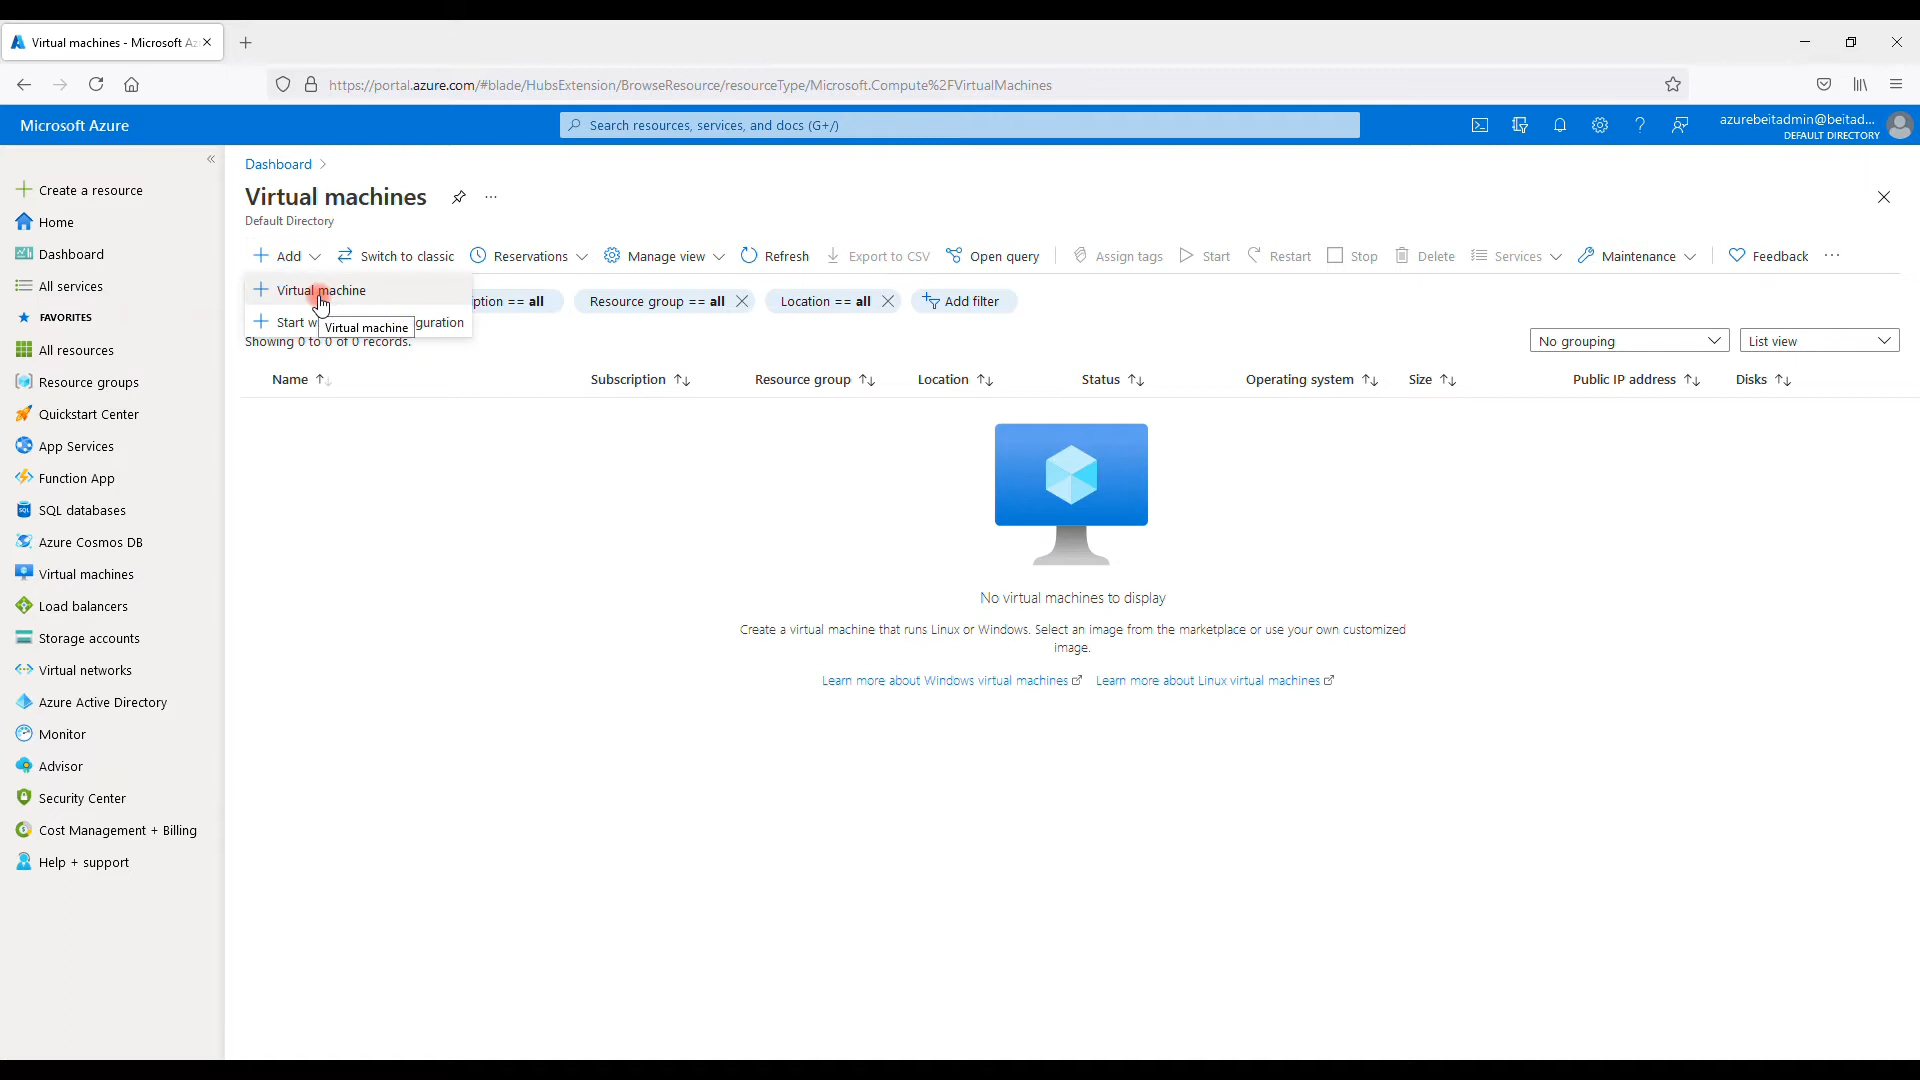 Virtual machines - Microsoft Az
https://portal.azure.com/#blade/HubsExtension/BrowseResource/resourceType/Microsoft.Compute%2FVirtualMachines
Microsoft Azure
Search resources, services, and docs (G+/)
azurebeitadmin@beitad...
DEFAULT DIRECTORY
Create a resource
Home
Dashboard
All services
FAVORITES
All resources
Resource groups
Quickstart Center
App Services
Function App
SQL databases
Azure Cosmos DB
Virtual machines
Load balancers
Storage accounts
Virtual networks
Azure Active Directory
Monitor
Advisor
Security Center
Cost Management + Billing
Help + support
Dashboard
Virtual machines
Default Directory
Add Switch to classic Reservations Manage view Refresh Export to CSV Open query Assign tags Start Restart Stop Delete Services Maintenance Feedback
Virtual machine
ption == all Resource group == all Location == all Add filter
Start w guration
Virtual machine
Showing 0 to 0 of 0 records.
No grouping List view
Name Subscription Resource group Location Status Operating system Size Public IP address Disks
No virtual machines to display
Create a virtual machine that runs Linux or Windows. Select an image from the marketplace or use your own customized
image.
Learn more about Windows virtual machines Learn more about Linux virtual machines